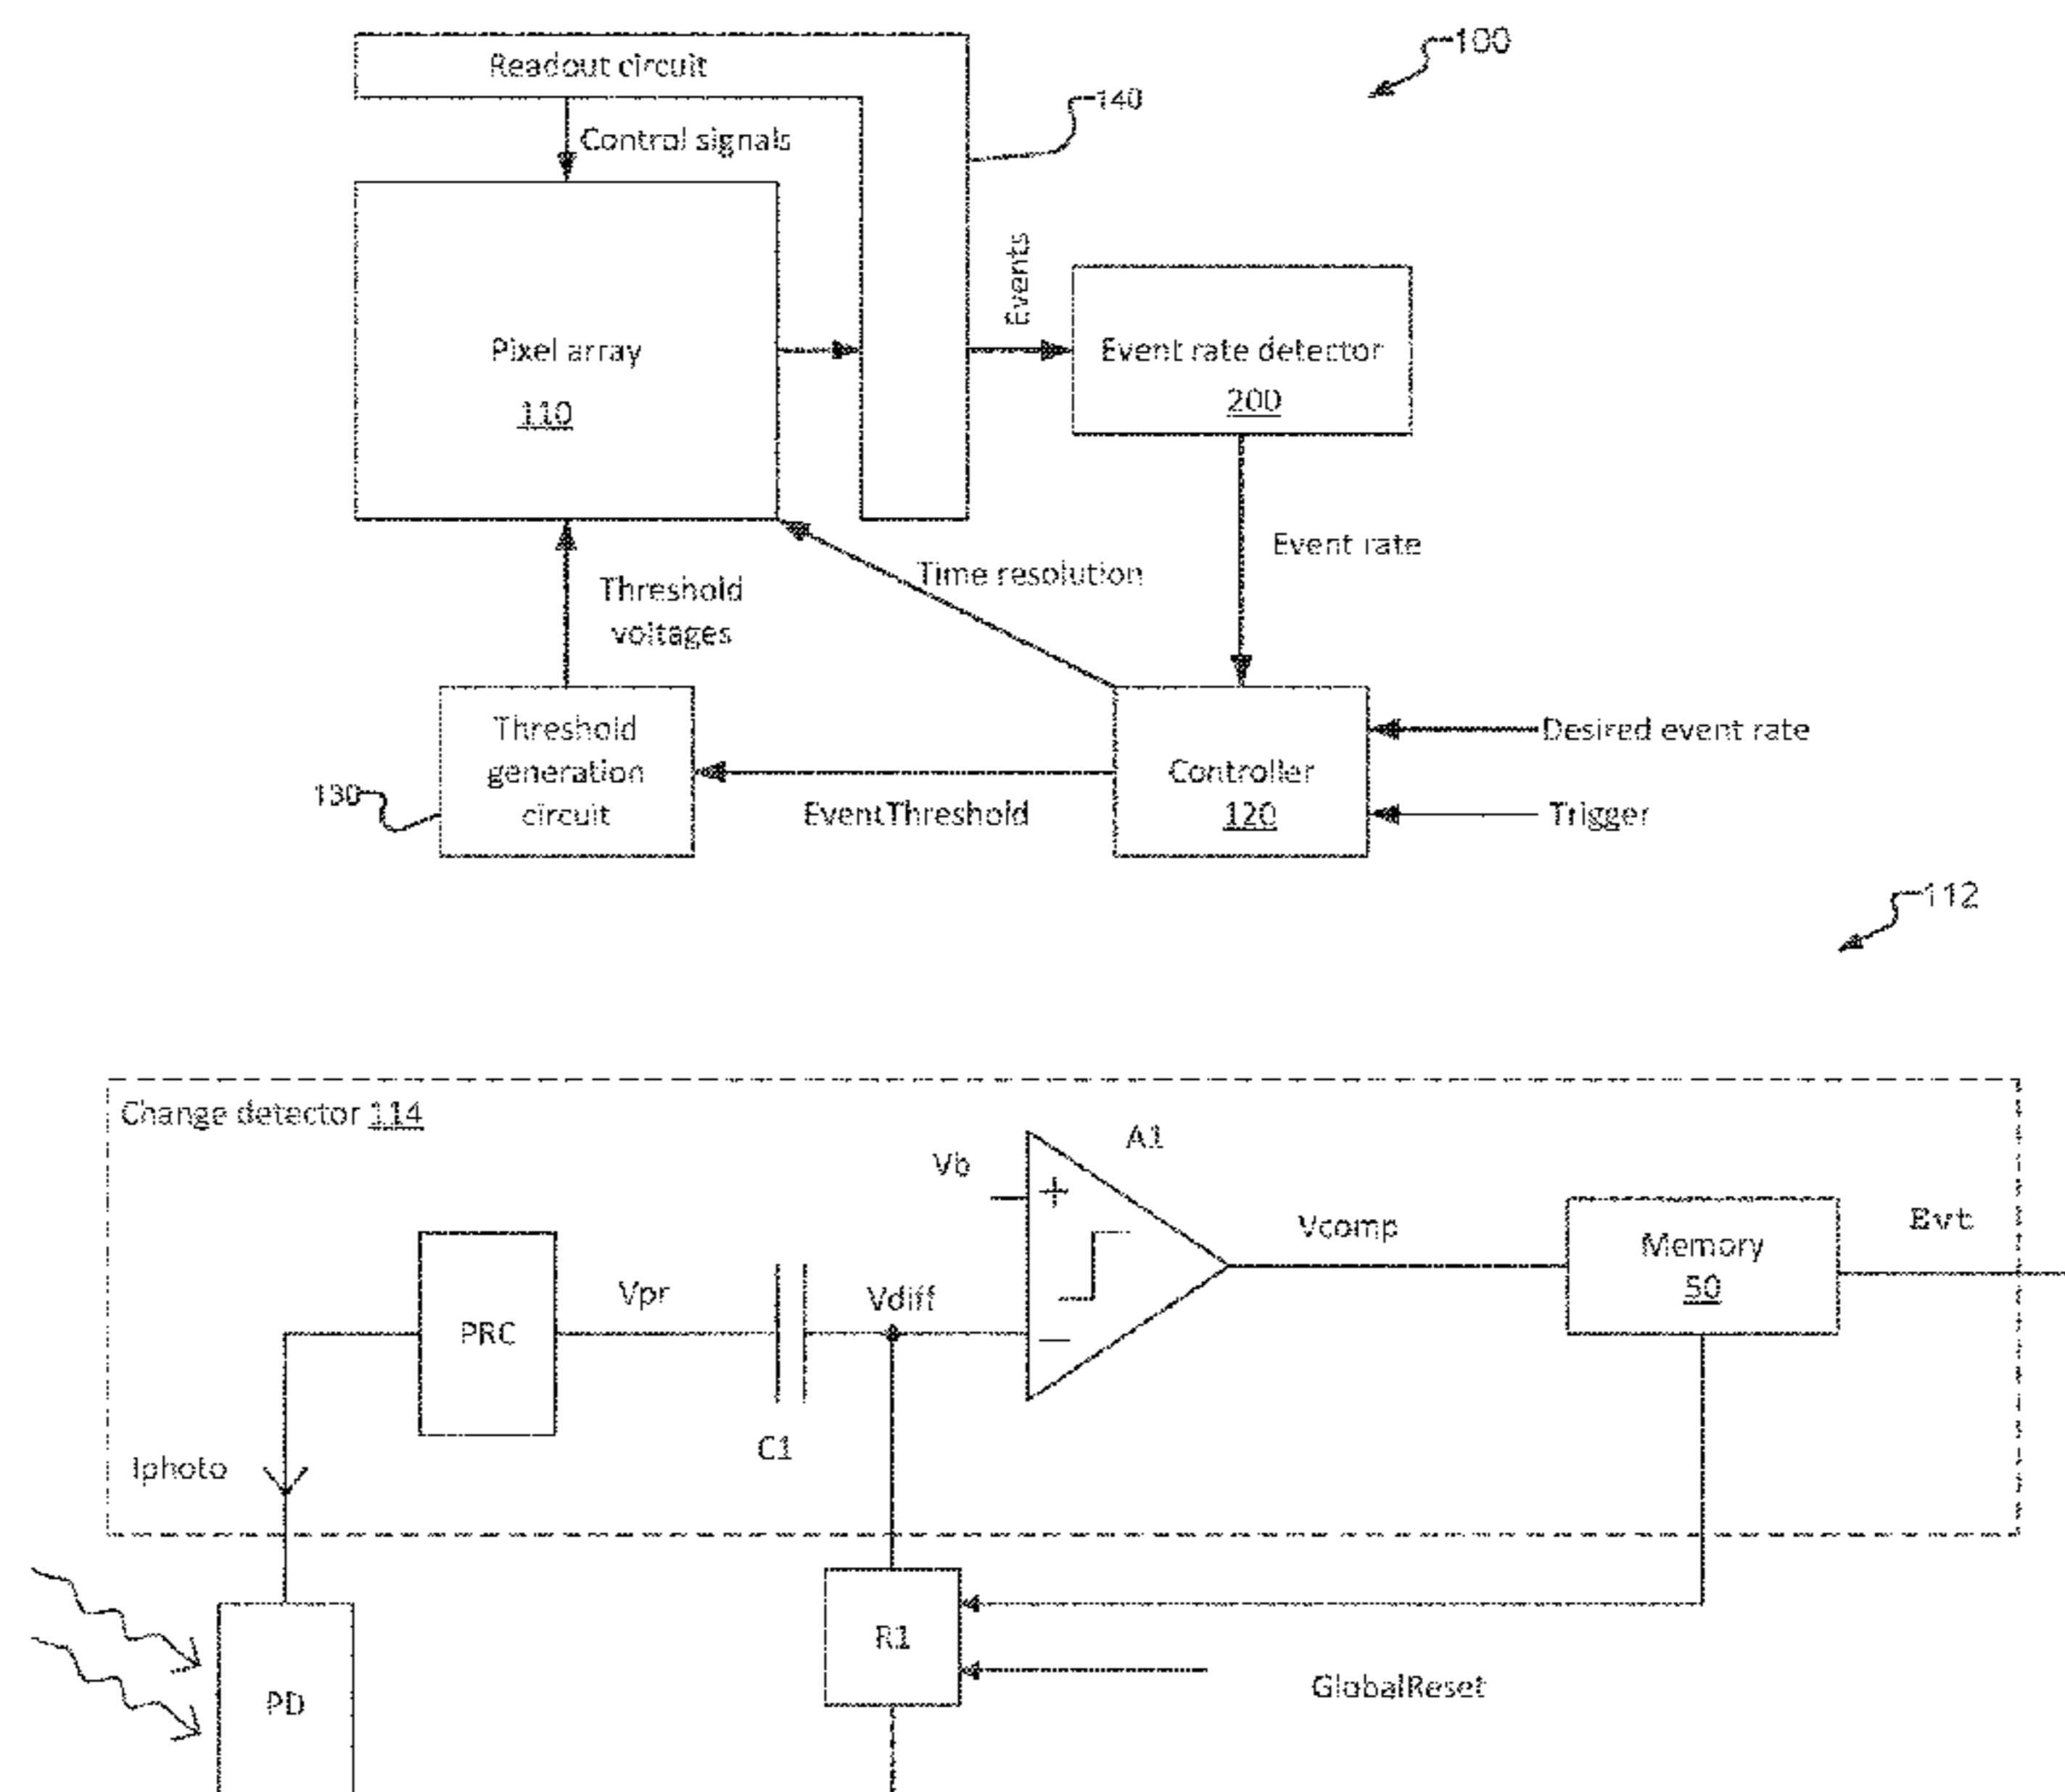 Readout circuit
100
140
Control signals
Events
Pixel array
110
Event rate detector
200
Event rate
Time resolution
Threshold
voltages
Threshold
generation
circuit
130
EventThreshold
Controller
120
Desired event rate
Trigger
112
Change detector 114
A1
Vb
+
Vcomp
Evt
Memory
50
Vpr
Vdiff
PRC
−
C1
Iphoto
R1
GlobalReset
PD